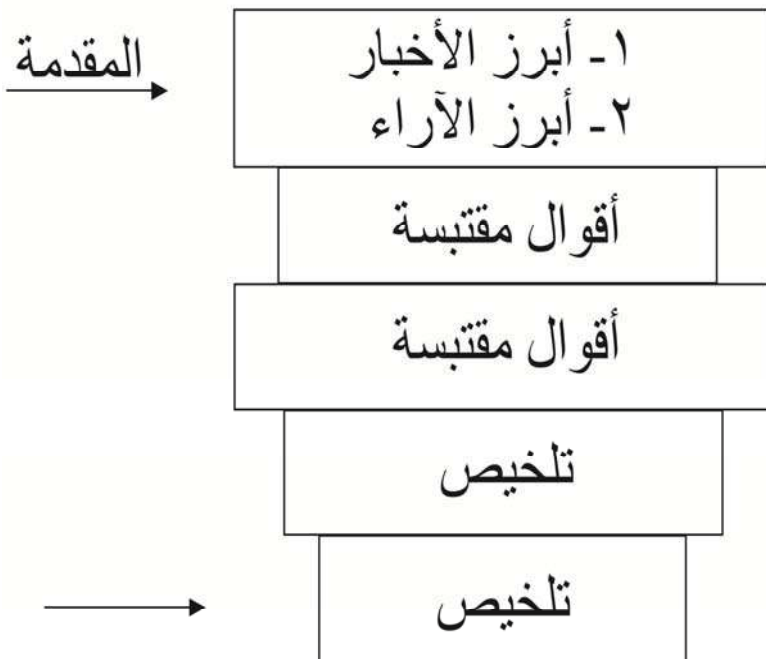 المقدمة
١- أبرز الأخبار
٢- أبرز الآراء
أقوال مقتبسة
أقوال مقتبسة
تلخيص
تلخيص